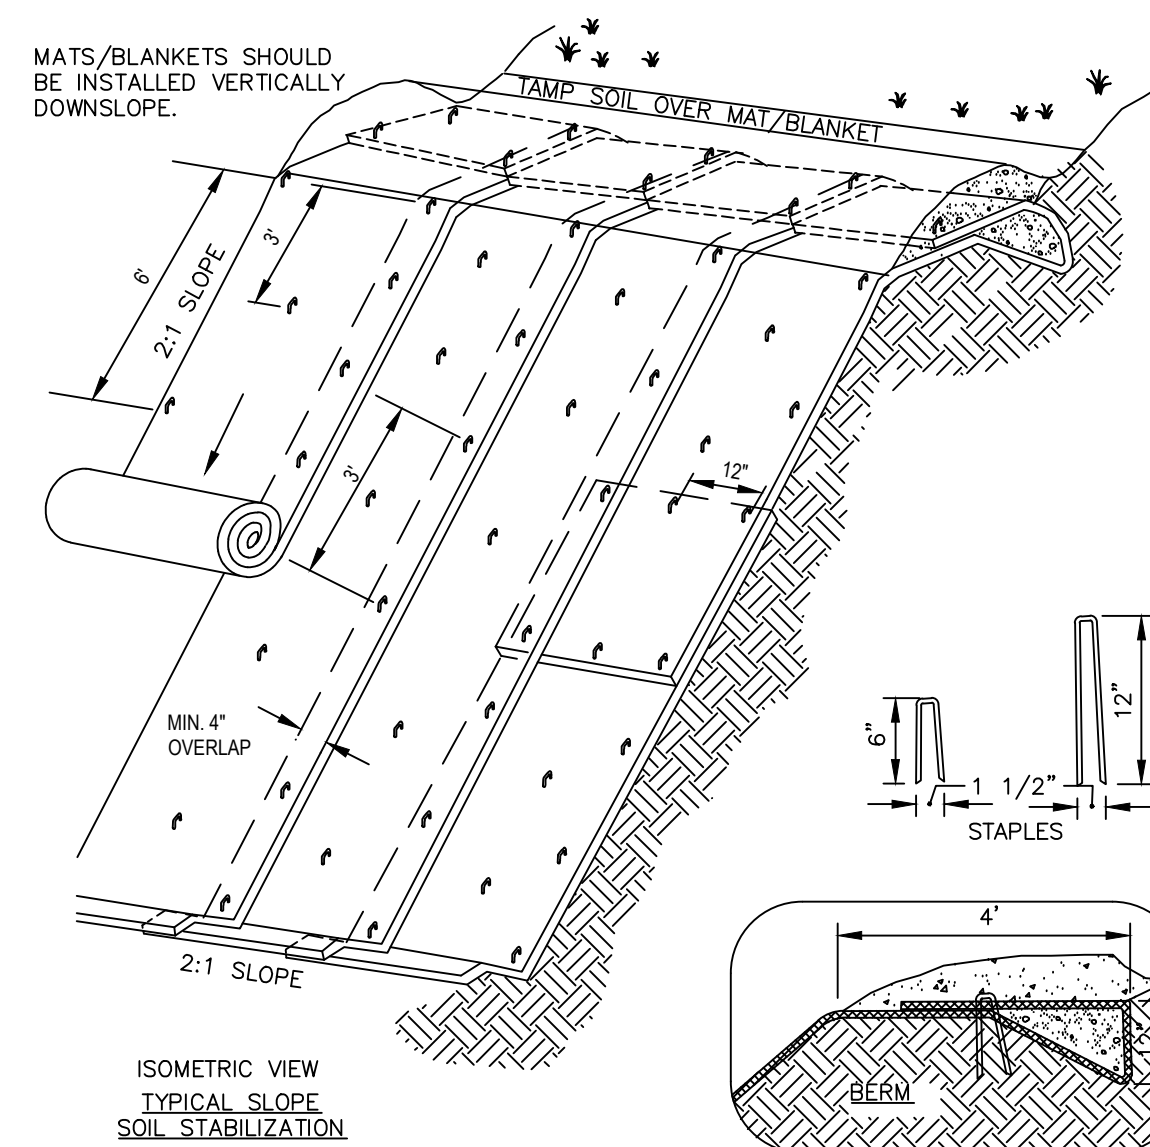 MATS/BLANKETS SHOULD
BE INSTALLED VERTICALLY
DOWNSLOPE.
TAMP SOIL OVER MAT/BLANKET
6'
3'
2:1 SLOPE
3'
12"
MIN. 4"
OVERLAP
2:1 SLOPE
6"
12"
1 1/2"
STAPLES
4'
12"
BERM
ISOMETRIC VIEW
TYPICAL SLOPE
SOIL STABILIZATION